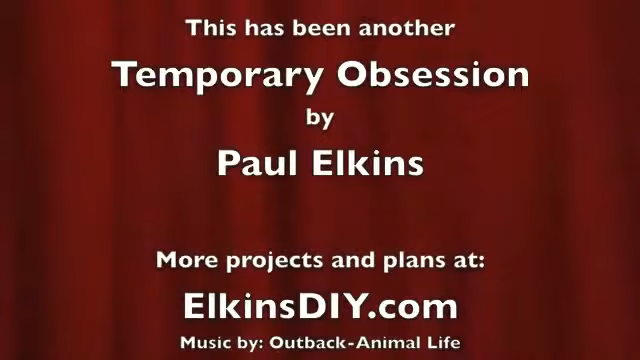 This has been another
Temporary Obsession
by
Paul Elkins
More projects and plans at:
ElkinsDIY.com
Music by: Outback-Animal Life